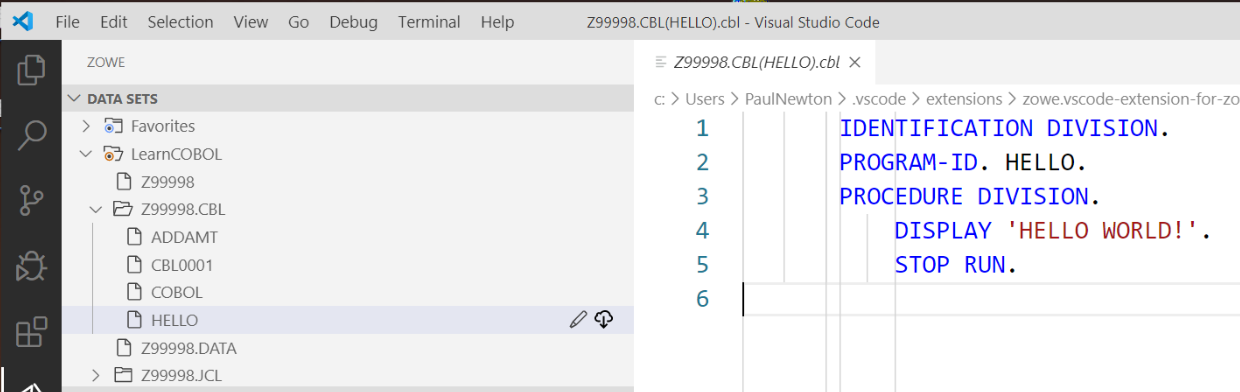 File Edit Selection View Go Debug Terminal Help Z99998.CBL(HELLO).cbl - Visual Studio Code
ZOWE
DATA SETS
Favorites
LearnCOBOL
Z99998
Z99998.CBL
ADDAMT
CBL0001
COBOL
HELLO
Z99998.DATA
Z99998.JCL
Z99998.CBL(HELLO).cbl
c: > Users > PaulNewton > .vscode > extensions > zowe.vscode-extension-for-zo
1 IDENTIFICATION DIVISION.
2 PROGRAM-ID. HELLO.
3 PROCEDURE DIVISION.
4 DISPLAY 'HELLO WORLD!'.
5 STOP RUN.
6